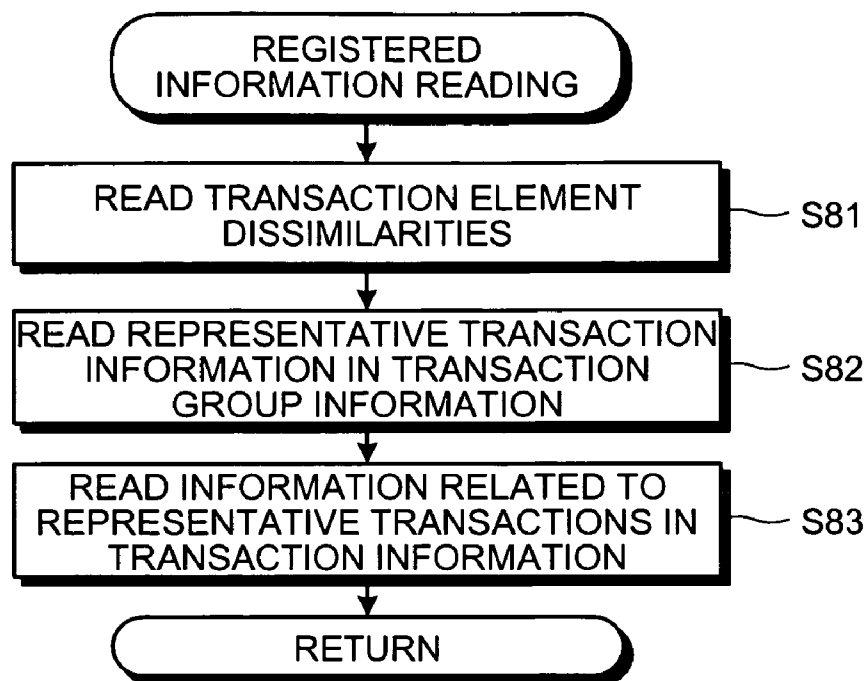 REGISTERED
INFORMATION READING
READ TRANSACTION ELEMENT
DISSIMILARITIES
S81
READ REPRESENTATIVE TRANSACTION
INFORMATION IN TRANSACTION
GROUP INFORMATION
S82
READ INFORMATION RELATED TO
REPRESENTATIVE TRANSACTIONS IN
TRANSACTION INFORMATION
S83
RETURN